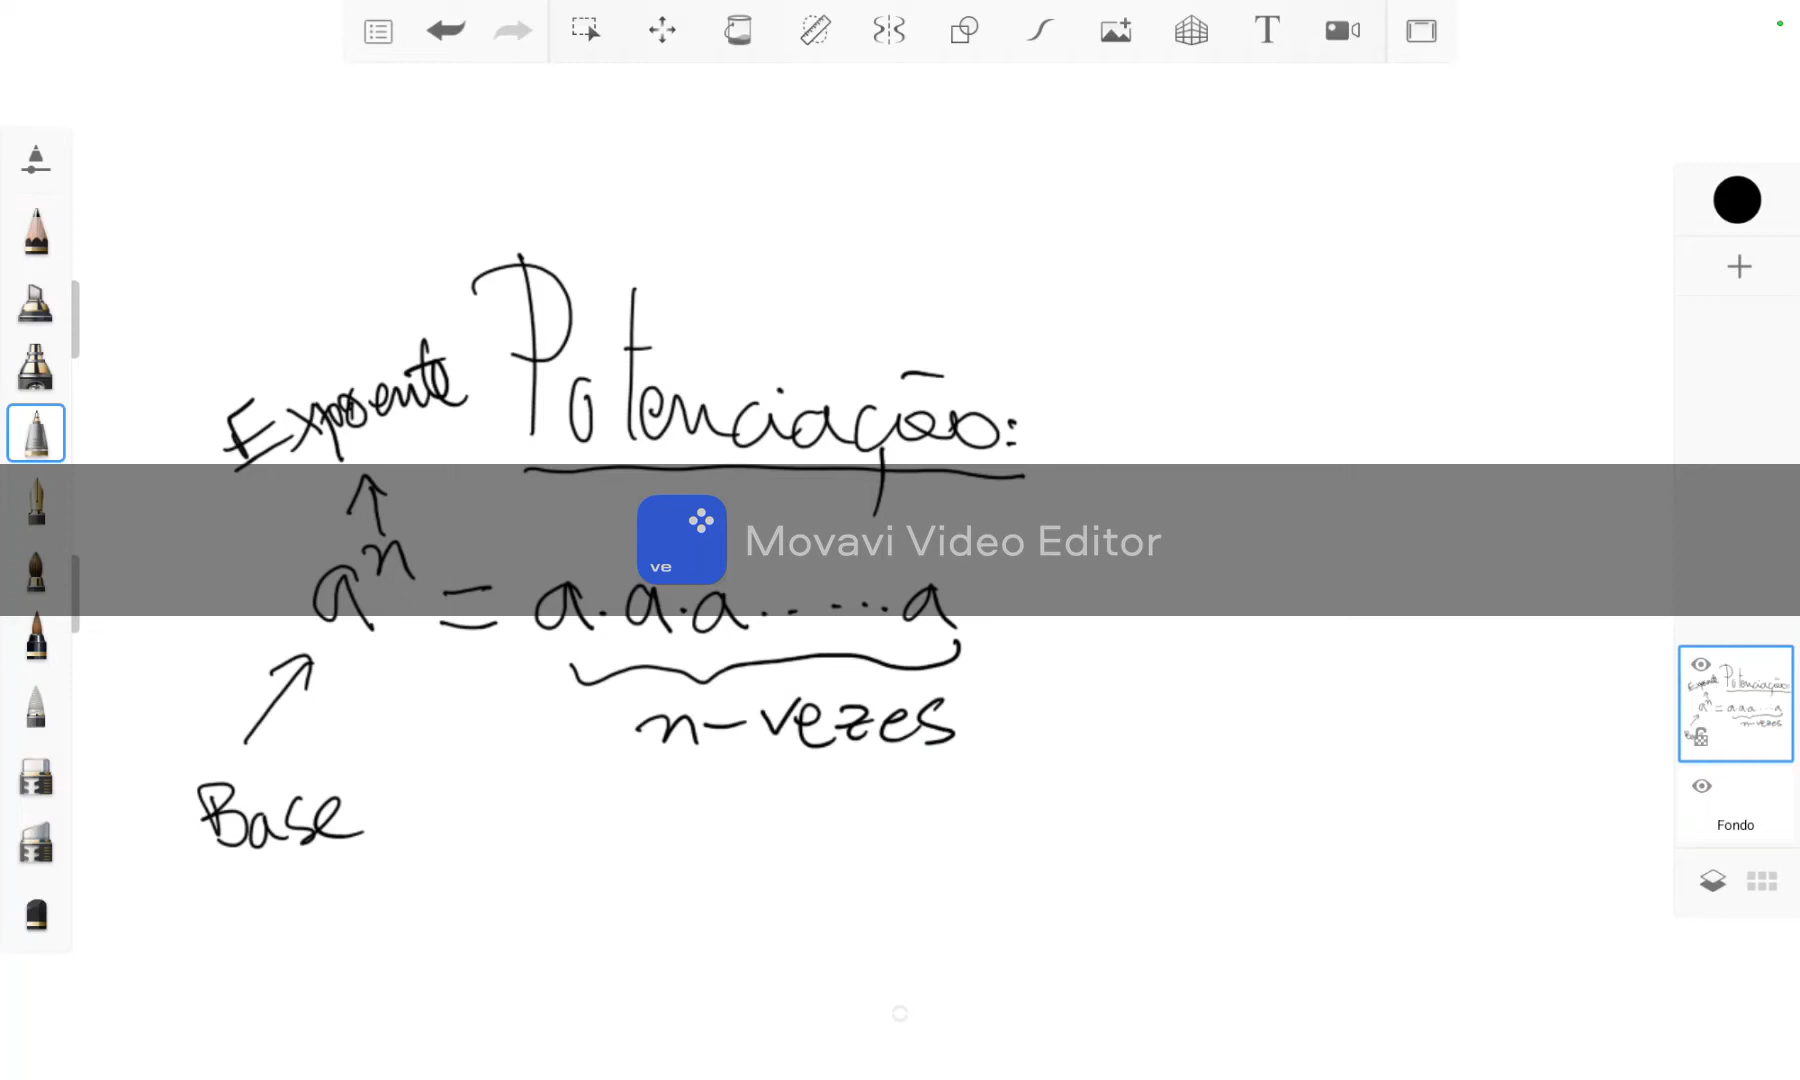 Potenciação:
Expoente
Movavi Video Editor
ve
aⁿ = a.a.a.....a
n-vezes
Base
Fondo